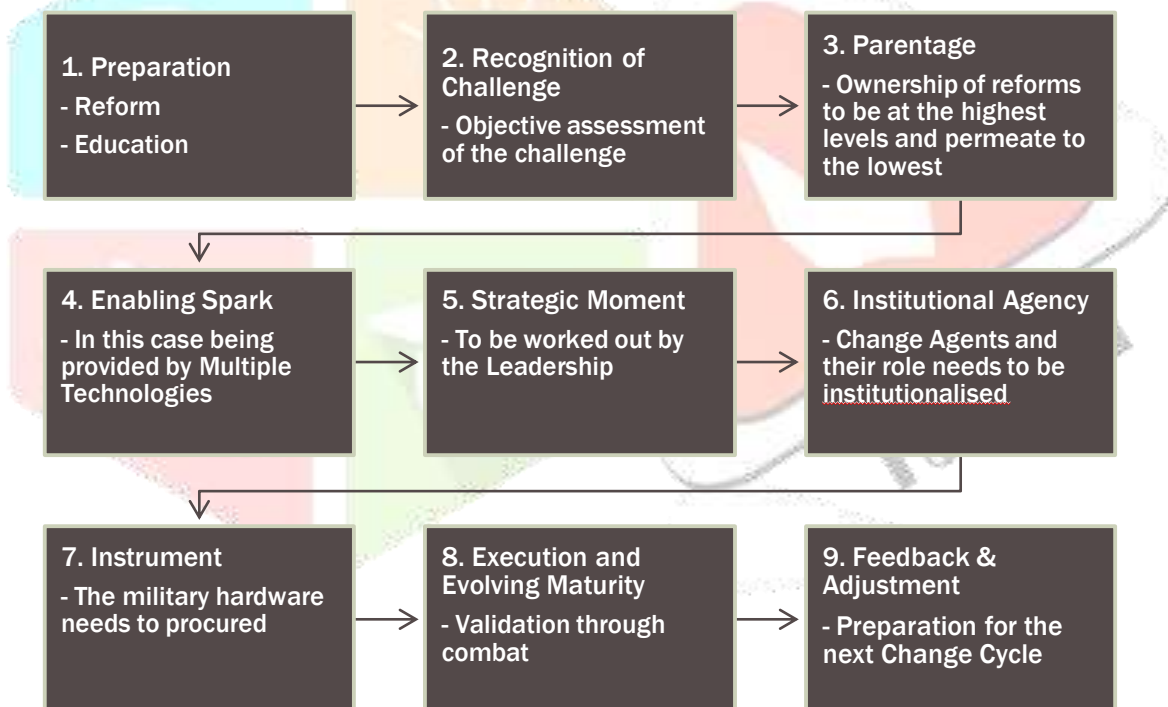 1. Preparation
- Reform
- Education
2. Recognition of
Challenge
- Objective assessment
of the challenge
3. Parentage
- Ownership of reforms
to be at the highest
levels and permeate to
the lowest
4. Enabling Spark
- In this case being
provided by Multiple
Technologies
5. Strategic Moment
- To be worked out by
the Leadership
6. Institutional Agency
- Change Agents and
their role needs to be
institutionalised
7. Instrument
- The military hardware
needs to procured
8. Execution and
Evolving Maturity
- Validation through
combat
9. Feedback &
Adjustment
- Preparation for the
next Change Cycle